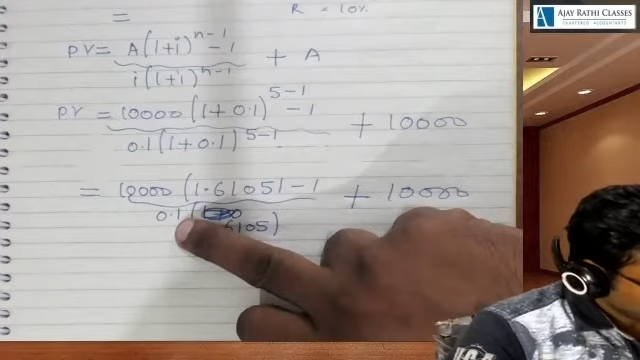 AJAY RATHI CLASSES
CHARTERED ACCOUNTANTS
R = 10%
=
PV = A(1+i)^n-1 - 1 / i(1+i)^n-1 + A
PV = 10000(1+0.1)^5-1 - 1 / 0.1(1+0.1)^5-1 + 10000
= 10000(1.61051-1 / 0.1( 6105) + 10000